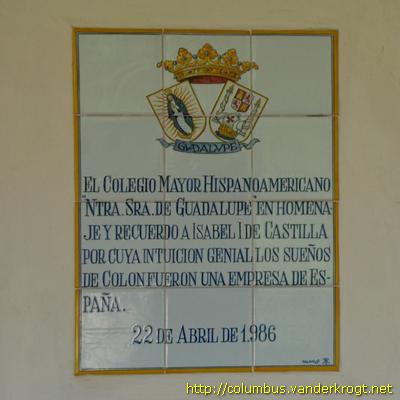 GUADALUPE
EL COLEGIO MAYOR HISPANOAMERICANO
"NTRA. SRA. DE GUADALUPE" EN HOMENA-
JE Y RECUERDO A ISABEL I DE CASTILLA
POR CUYA INTUICION GENIAL LOS SUEÑOS
DE COLON FUERON UNA EMPRESA DE ES-
PAÑA.
22 DE ABRIL DE 1.986
http://columbus.vanderkrogt.net